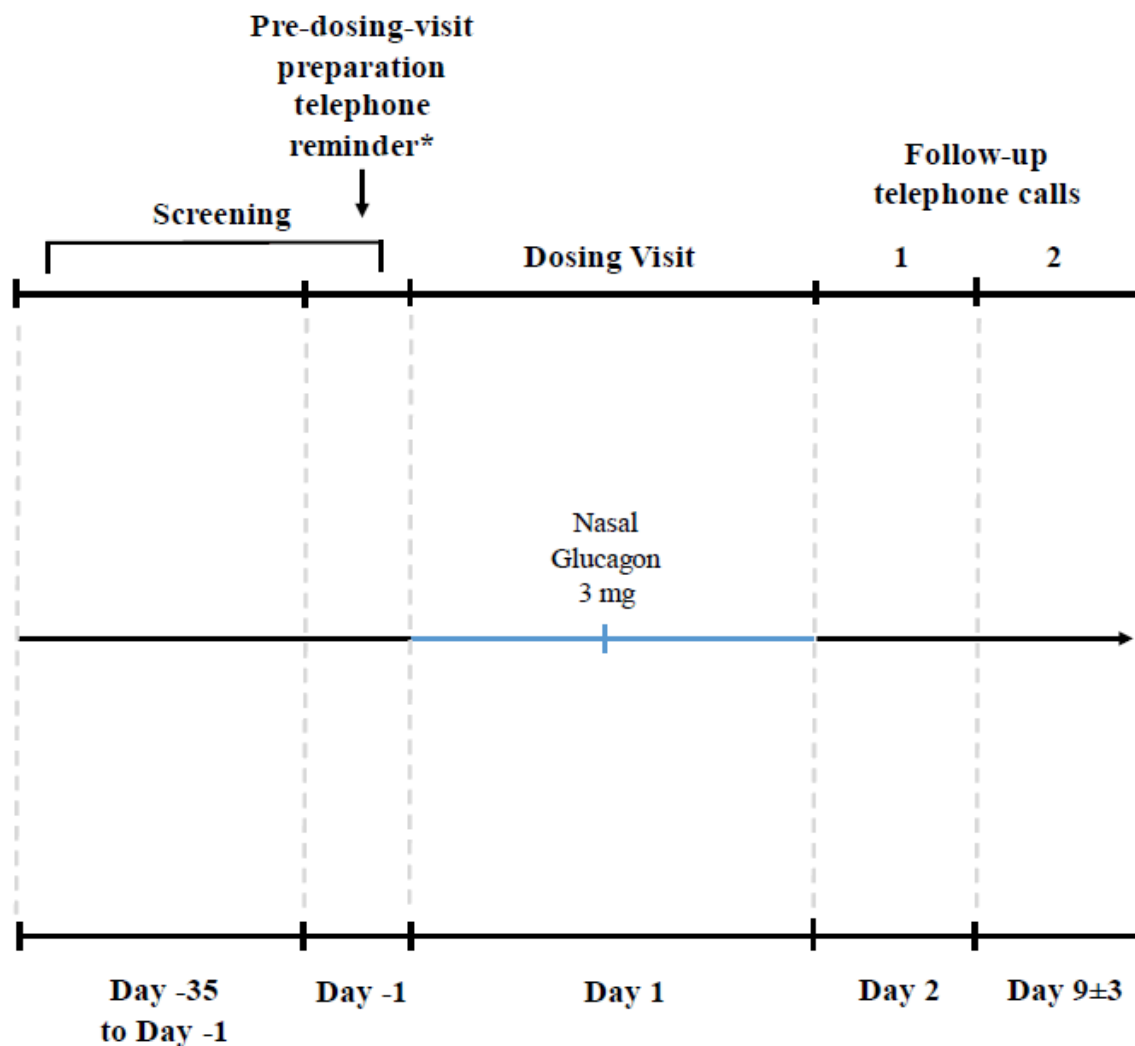 Pre-dosing-visit
preparation
telephone
reminder*
Screening
Follow-up
telephone calls
Dosing Visit
1
2
Nasal
Glucagon
3 mg
Day -35
to Day -1
Day -1
Day 1
Day 2
Day 9±3